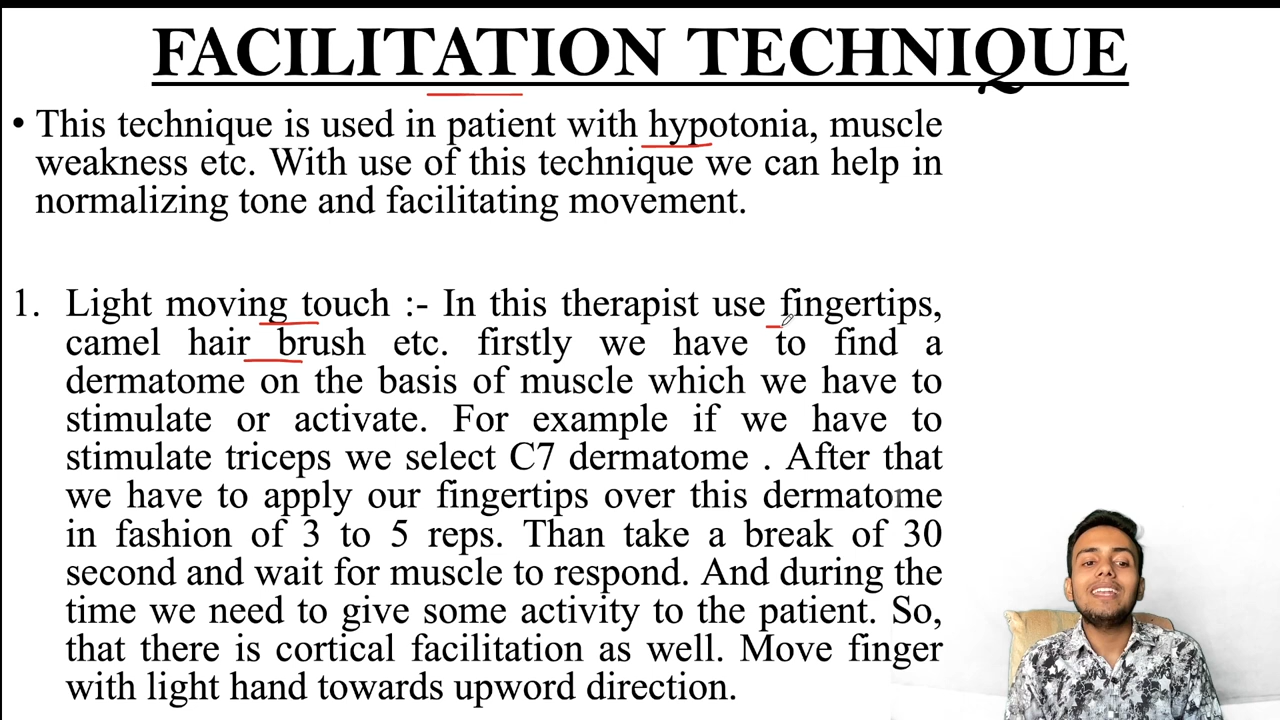 FACILITATION TECHNIQUE
• This technique is used in patient with hypotonia, muscle
weakness etc. With use of this technique we can help in
normalizing tone and facilitating movement.
1. Light moving touch :- In this therapist use fingertips,
camel hair brush etc. firstly we have to find a
dermatome on the basis of muscle which we have to
stimulate or activate. For example if we have to
stimulate triceps we select C7 dermatome . After that
we have to apply our fingertips over this dermatome
in fashion of 3 to 5 reps. Than take a break of 30
second and wait for muscle to respond. And during the
time we need to give some activity to the patient. So,
that there is cortical facilitation as well. Move finger
with light hand towards upword direction.